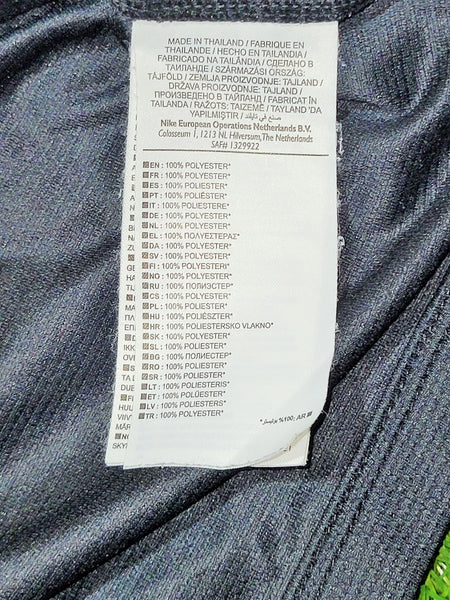 MADE IN THAILAND / FABRIQUE EN
THAILANDE / HECHO EN TAILANDIA /
FABRICADO NA TAILÂNDIA / СДЕЛАНО В
ТАИЛАНДЕ / SZÁRMAZÁSI ORSZÁG:
TÁJFÖLD / ZEMLJA PROIZVODNJE: TAJLAND /
DRŽAVA PROIZVODNJE: TAJLAND /
ПРОИЗВЕДЕНО В ТАЙЛАНД / FABRICAT ÎN
TAILANDA / RAŽOTS: TAIZEMĒ / TAYLAND 'DA
YAPILMIŞTIR / صنع في تايلند
Nike European Operations Netherlands B.V.
Colosseum 1, 1213 NL Hilversum, The Netherlands
SAF# 1329922
EN: 100% POLYESTER*
FR: 100% POLYESTER*
ES: 100% POLIÉSTER*
PT: 100% POLIÉSTER*
IT: 100% POLIESTERE*
DE: 100% POLYESTER*
NL: 100% POLYESTER*
EL: 100% ΠΟΛΥΕΣΤΕΡΑΣ*
DA: 100% POLYESTER*
SV: 100% POLYESTER*
FI: 100% POLYESTERI*
NO: 100% POLYESTER*
RU: 100% ПОЛИЭСТЕР*
CS: 100% POLYESTER*
PL: 100% POLIESTER*
HU: 100% POLIÉSZTER*
HR: 100% POLIESTERSKO VLAKNO*
SK: 100% POLYESTER*
SL: 100% POLIESTER*
BG: 100% ПОЛИЕСТЕР*
RO: 100% POLIESTER*
SR: 100% POLIESTER*
LT: 100% POLIESTERIS*
ET: 100% POLÜESTER*
LV: 100% POLIESTERS*
TR: 100% POLYESTER*
AR: 100% بوليستر*